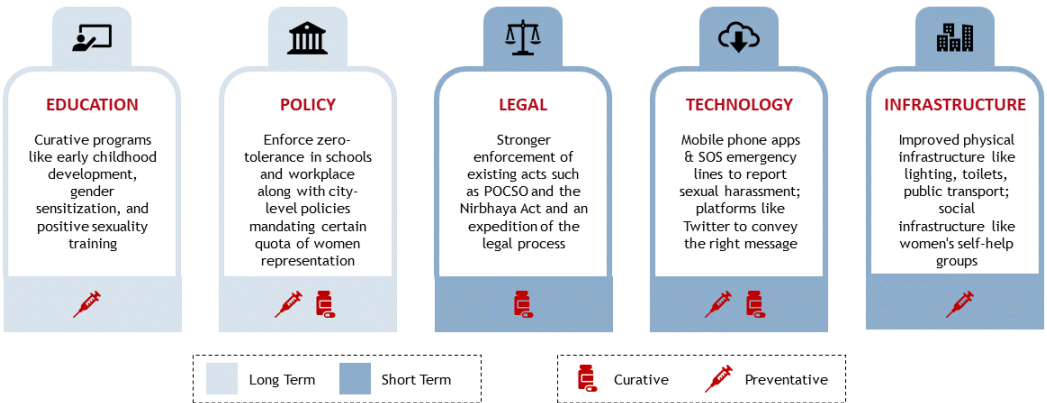 EDUCATION
Curative programs
like early childhood
development,
gender
sensitization, and
positive sexuality
training
POLICY
Enforce zero-
tolerance in schools
and workplace
along with city-
level policies
mandating certain
quota of women
representation
LEGAL
Stronger
enforcement of
existing acts such
as POCSO and the
Nirbhaya Act and an
expedition of the
legal process
TECHNOLOGY
Mobile phone apps
& SOS emergency
lines to report
sexual harassment;
platforms like
Twitter to convey
the right message
INFRASTRUCTURE
Improved physical
infrastructure like
lighting, toilets,
public transport;
social
infrastructure like
women's self-help
groups
Long Term
Short Term
Curative
Preventative